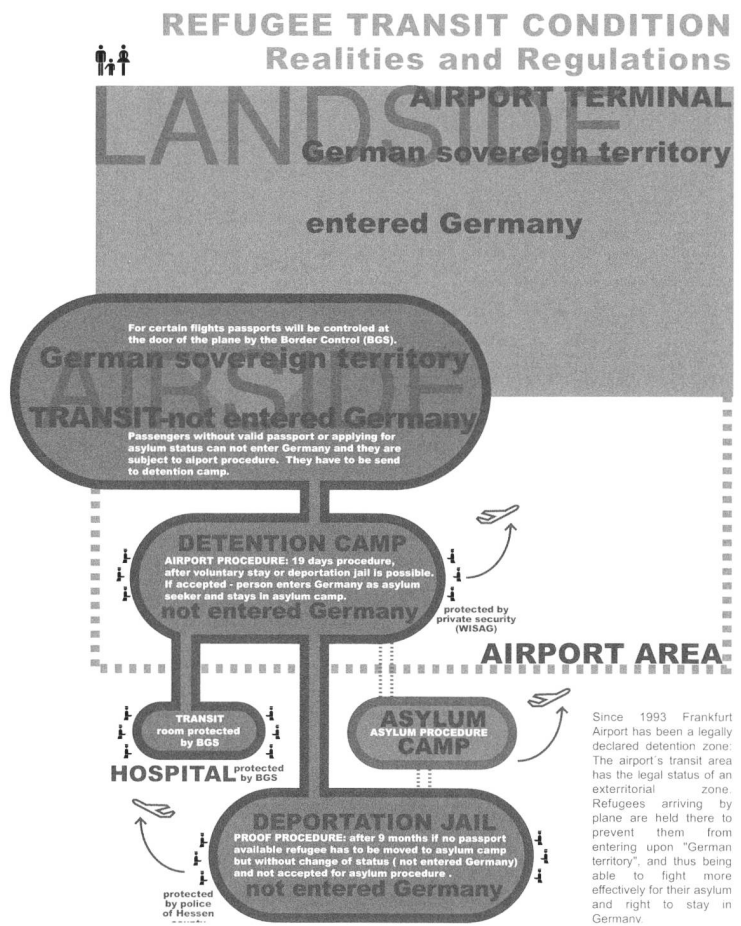 REFUGEE TRANSIT CONDITION
Realities and Regulations
LANDSIDE
AIRPORT TERMINAL
German sovereign territory
entered Germany
For certain flights passports will be controled at
the door of the plane by the Border Control (BGS).
German sovereign territory
AIRSIDE
TRANSIT-not entered Germany
Passengers without valid passport or applying for
asylum status can not enter Germany and they are
subject to aiport procedure. They have to be send
to detention camp.
DETENTION CAMP
AIRPORT PROCEDURE: 19 days procedure,
after voluntary stay or deportation jail is possible.
If accepted - person enters Germany as asylum
seeker and stays in asylum camp.
not entered Germany
protected by
private security
(WISAG)
AIRPORT AREA
TRANSIT
room protected
by BGS
HOSPITAL
protected
by BGS
ASYLUM
ASYLUM PROCEDURE
CAMP
DEPORTATION JAIL
PROOF PROCEDURE: after 9 months if no passport
available refugee has to be moved to asylum camp
but without change of status ( not entered Germany)
and not accepted for asylum procedure .
not entered Germany
protected
by police
of Hessen
Since 1993 Frankfurt
Airport has been a legally
declared detention zone:
The airport´s transit area
has the legal status of an
exterritorial zone.
Refugees arriving by
plane are held there to
prevent them from
entering upon "German
territory", and thus being
able to fight more
effectively for their asylum
and right to stay in
Germany